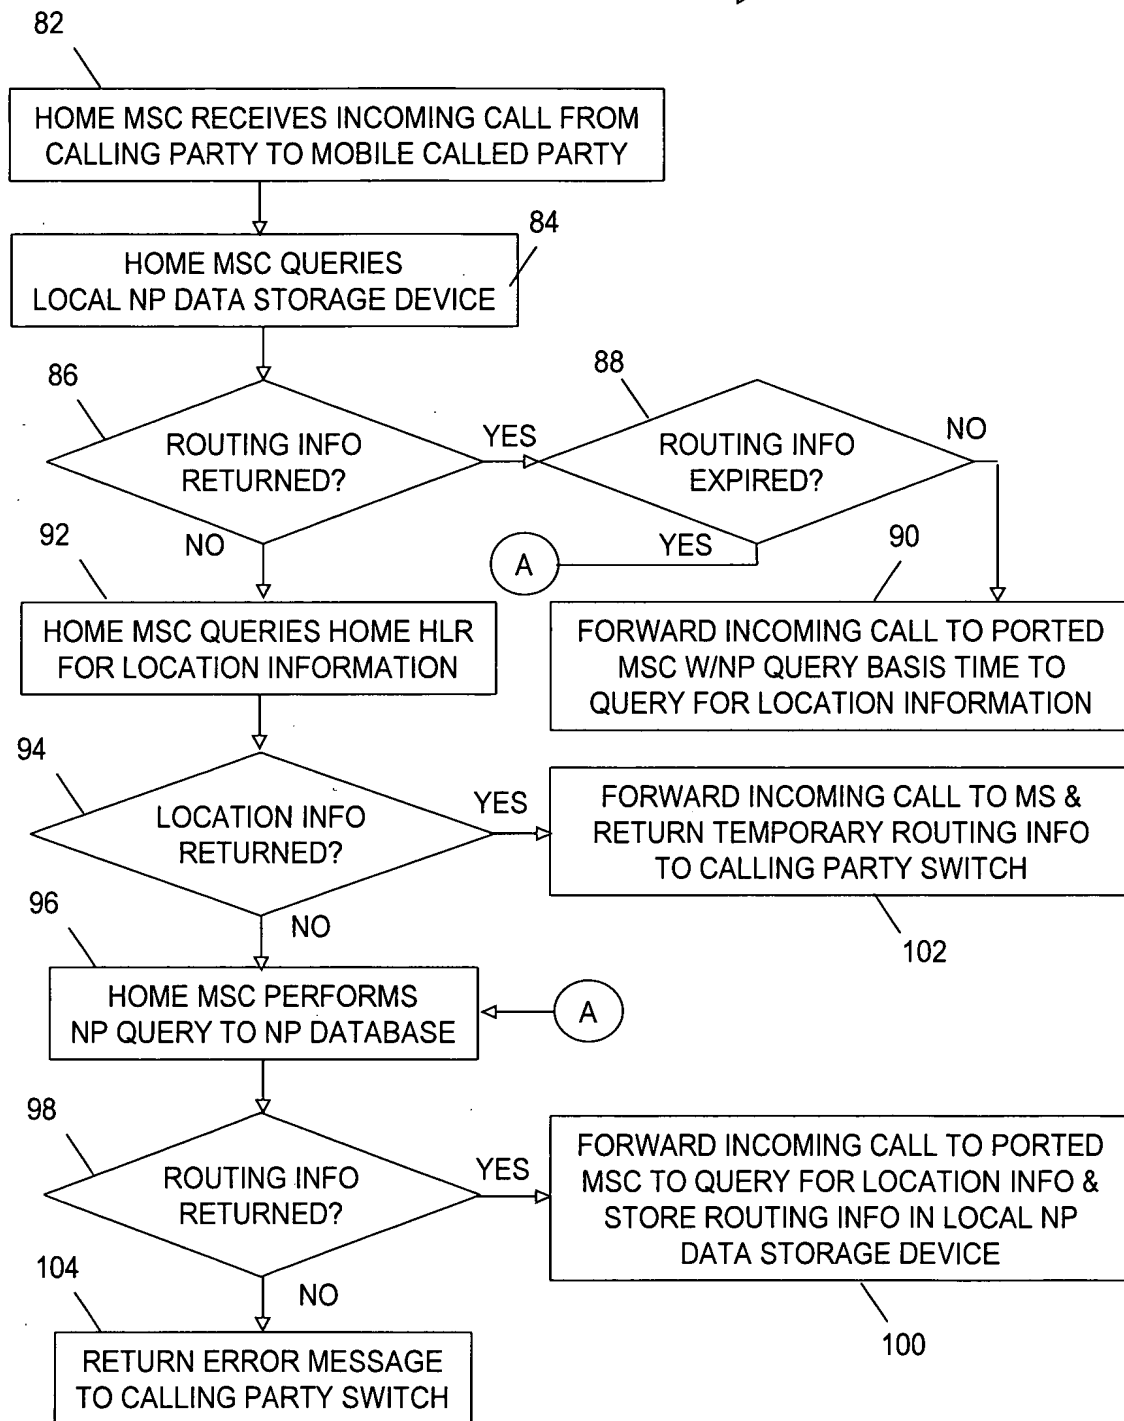 82
HOME MSC RECEIVES INCOMING CALL FROM
CALLING PARTY TO MOBILE CALLED PARTY
84
HOME MSC QUERIES
LOCAL NP DATA STORAGE DEVICE
86
ROUTING INFO
RETURNED?
YES
88
ROUTING INFO
EXPIRED?
NO
YES
A
90
FORWARD INCOMING CALL TO PORTED
MSC W/NP QUERY BASIS TIME TO
QUERY FOR LOCATION INFORMATION
NO
92
HOME MSC QUERIES HOME HLR
FOR LOCATION INFORMATION
94
LOCATION INFO
RETURNED?
YES
FORWARD INCOMING CALL TO MS &
RETURN TEMPORARY ROUTING INFO
TO CALLING PARTY SWITCH
102
NO
96
HOME MSC PERFORMS
NP QUERY TO NP DATABASE
A
98
ROUTING INFO
RETURNED?
YES
FORWARD INCOMING CALL TO PORTED
MSC TO QUERY FOR LOCATION INFO &
STORE ROUTING INFO IN LOCAL NP
DATA STORAGE DEVICE
100
NO
104
RETURN ERROR MESSAGE
TO CALLING PARTY SWITCH